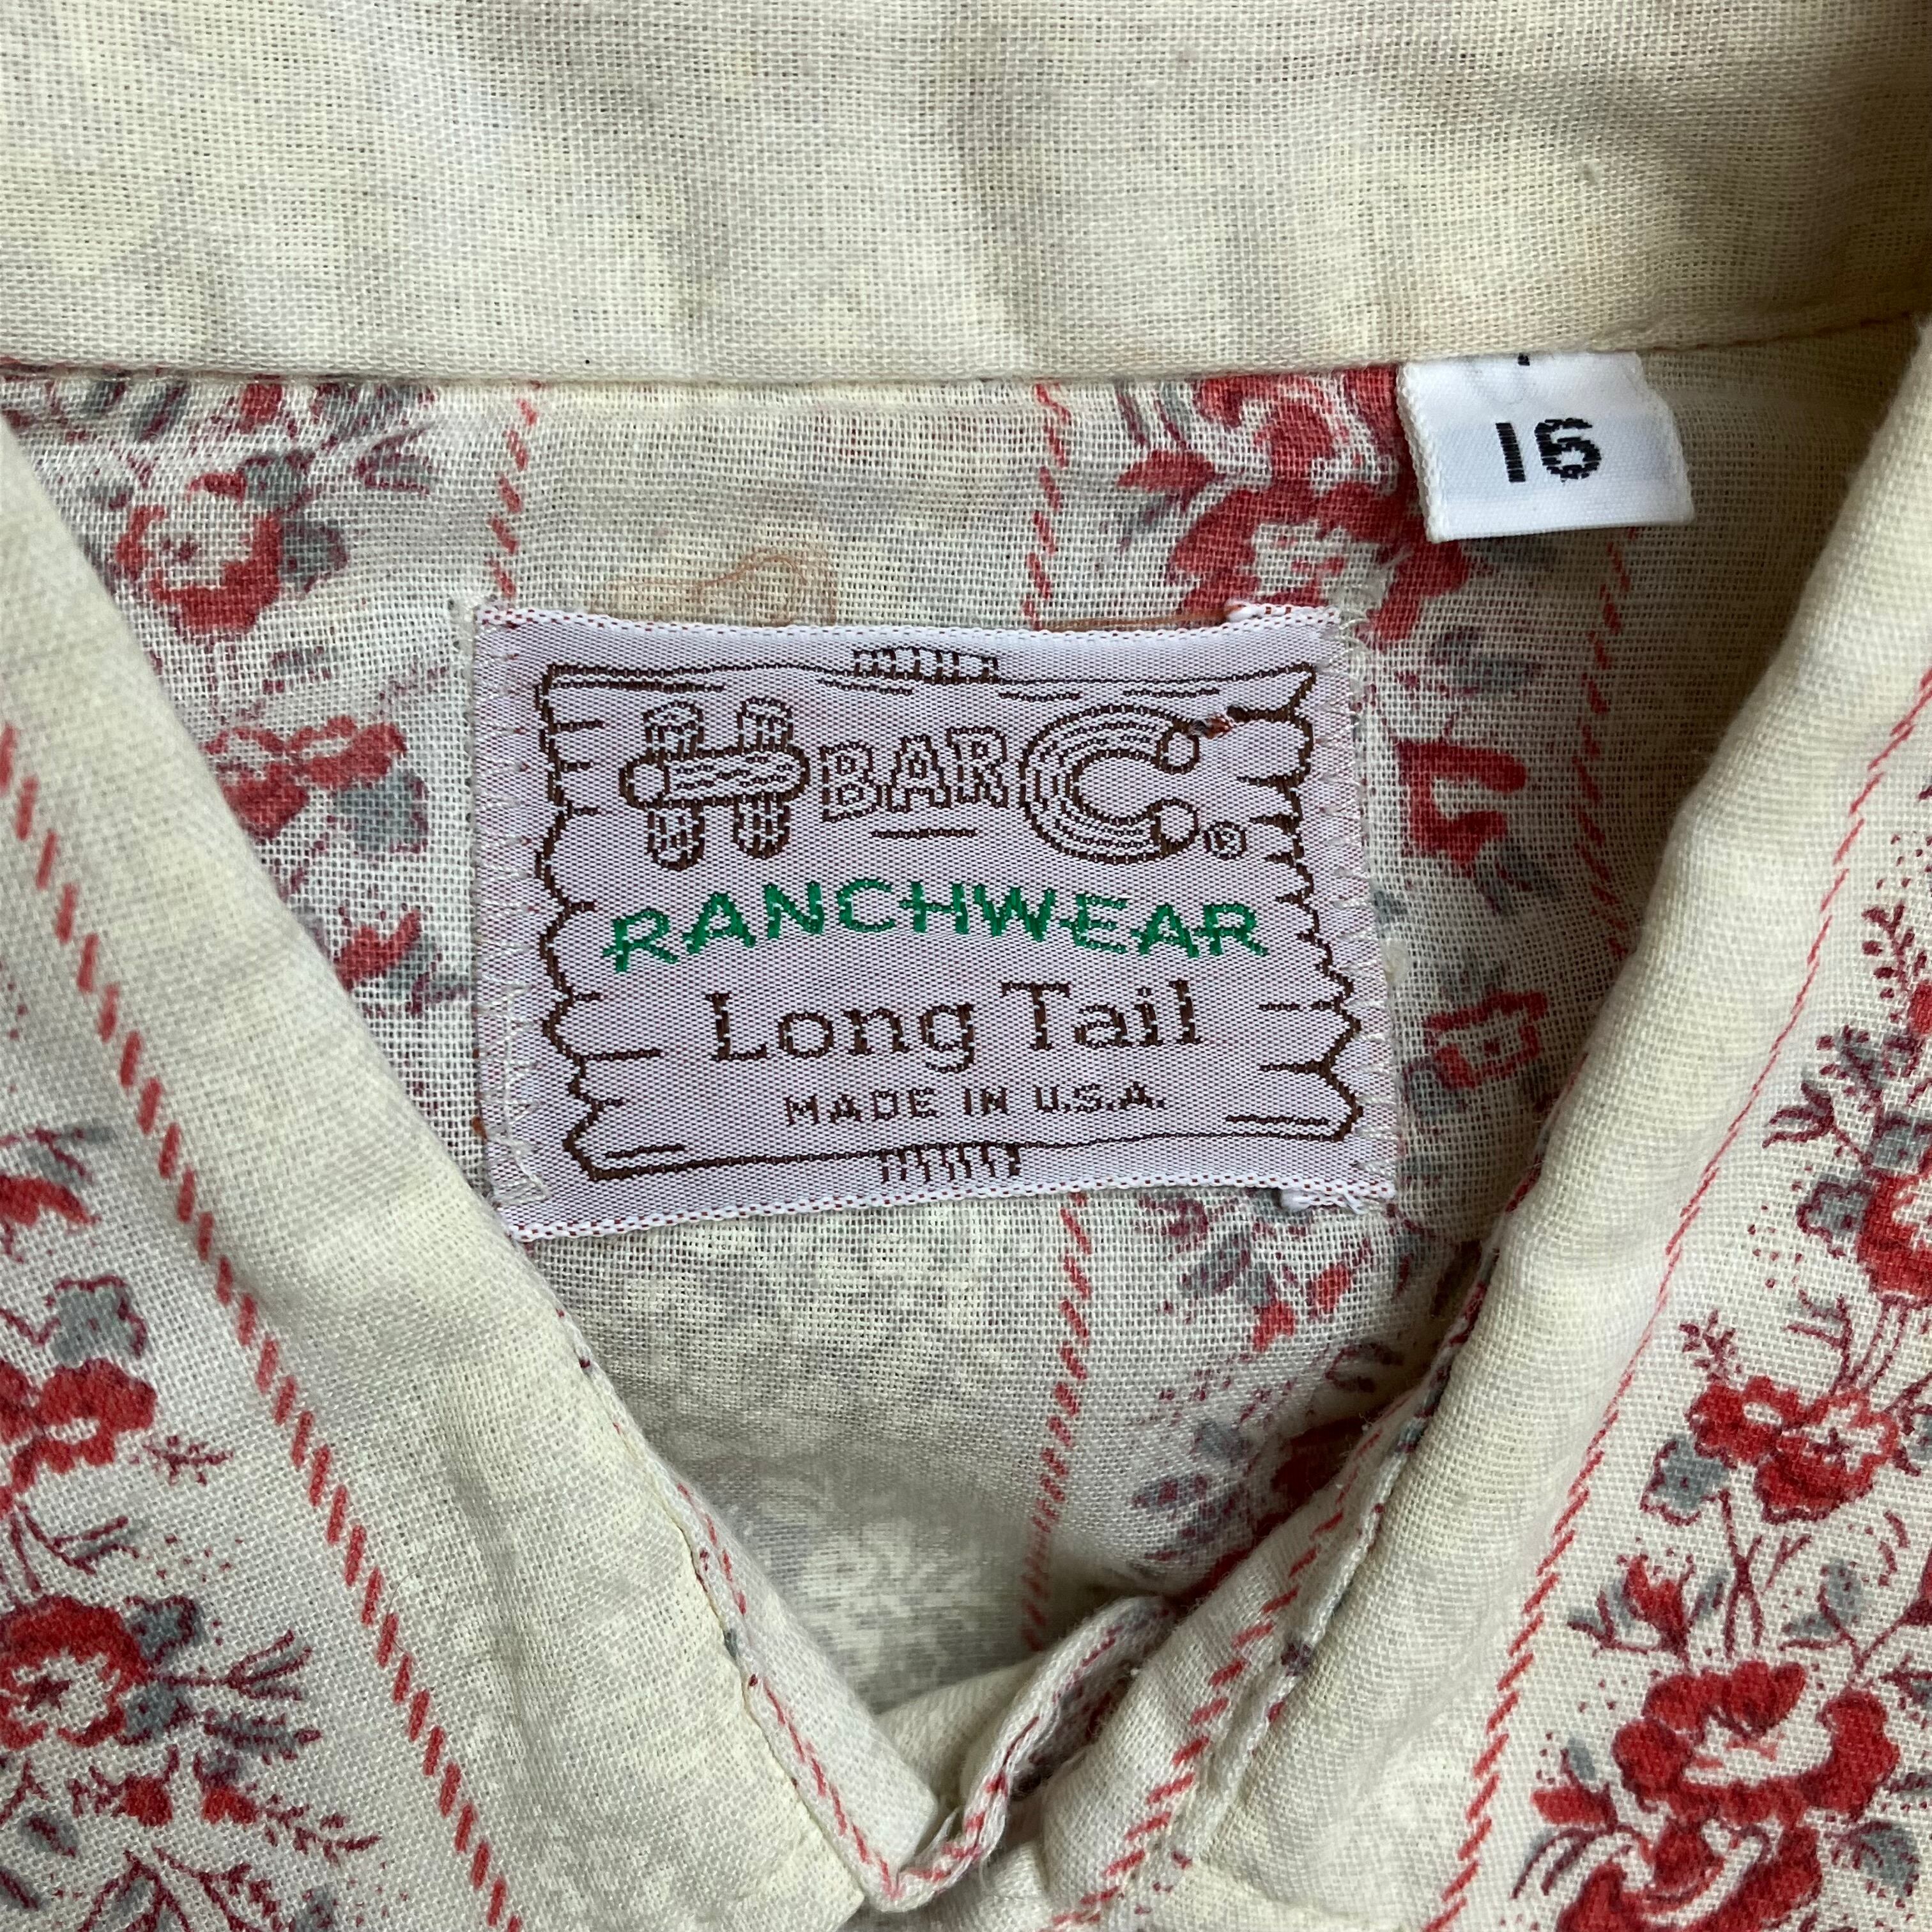 16
H BAR C®
RANCHWEAR
Long Tail
MADE IN U.S.A.